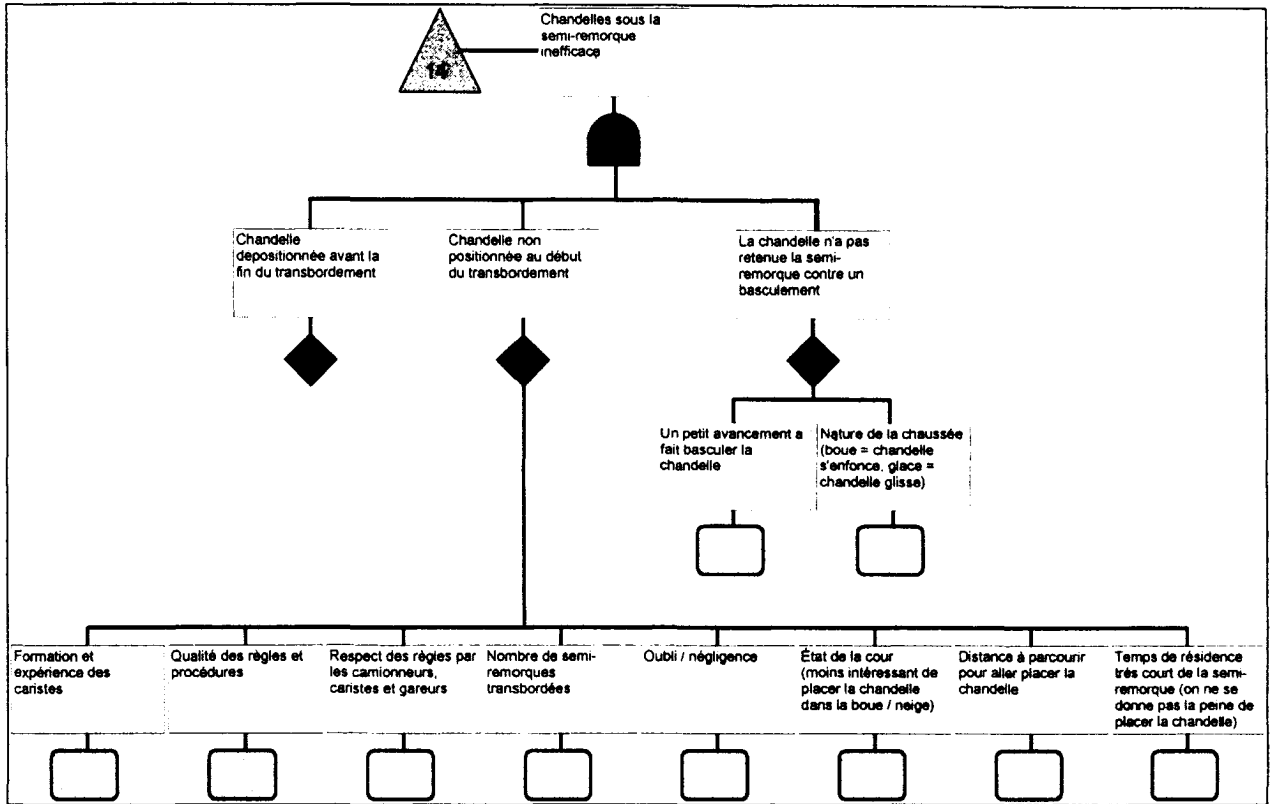 Chandelles sous la
semi-remorque
inefficace
14
Chandelle
depositionnée avant la
fin du transbordement
Chandelle non
positionnée au début
du transbordement
La chandelle n'a pas
retenue la semi-
remorque contre un
basculement
Un petit avancement a
fait basculer la
chandelle
Nature de la chaussée
(boue = chandelle
s'enfonce, glace =
chandelle glisse)
Formation et
expérience des
caristes
Qualité des règles et
procédures
Respect des règles par
les camionneurs,
caristes et gareurs
Nombre de semi-
remorques
transbordées
Oubli / négligence
État de la cour
(moins intéressant de
placer la chandelle
dans la boue / neige)
Distance à parcourir
pour aller placer la
chandelle
Temps de résidence
très court de la semi-
remorque (on ne se
donne pas la peine de
placer la chandelle)